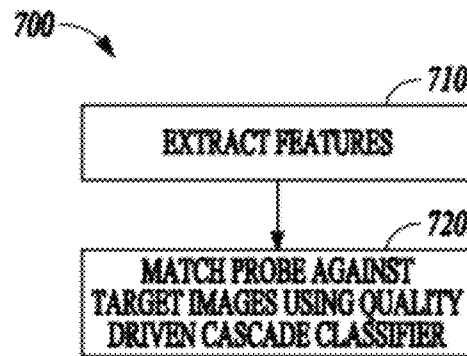 700
710
EXTRACT FEATURES
720
MATCH PROBE AGAINST
TARGET IMAGES USING QUALITY
DRIVEN CASCADE CLASSIFIER